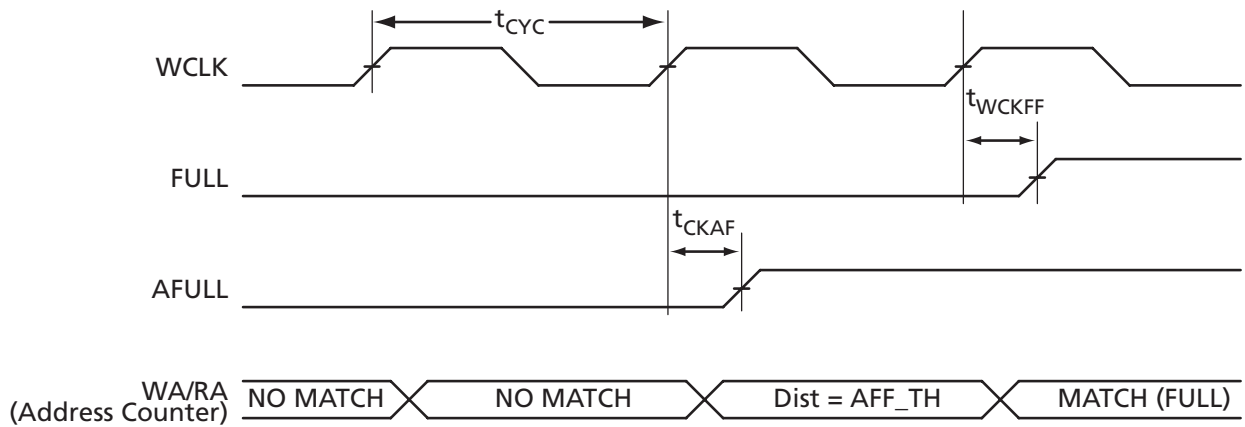 tCYC
WCLK
tWCKFF
FULL
tCKAF
AFULL
WA/RA
(Address Counter)
NO MATCH
NO MATCH
Dist = AFF_TH
MATCH (FULL)